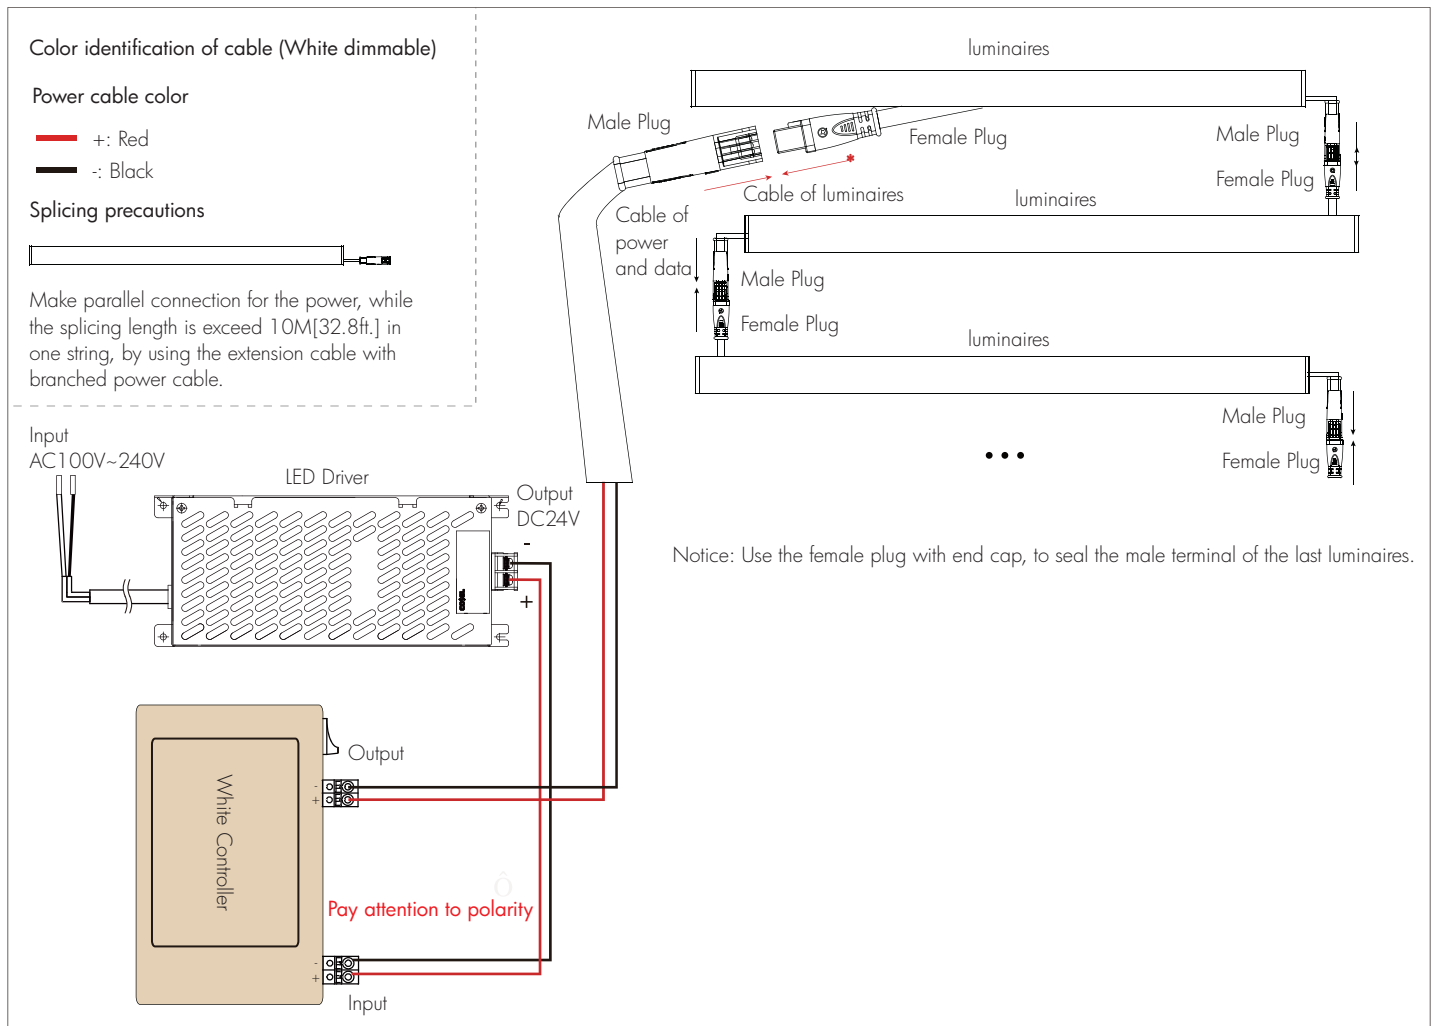 Color identification of cable (White dimmable)
Power cable color
+: Red
-: Black
Splicing precautions
Make parallel connection for the power, while
the splicing length is exceed 10M[32.8ft.] in
one string, by using the extension cable with
branched power cable.
luminaires
Male Plug
Female Plug
*
Cable of luminaires
Cable of
power
and data
Male Plug
Female Plug
luminaires
Male Plug
Female Plug
luminaires
Male Plug
Female Plug
...
Notice: Use the female plug with end cap, to seal the male terminal of the last luminaires.
Input
AC100V~240V
LED Driver
Output
DC24V
-
+
White Controller
Output
-
+
Ô
Pay attention to polarity
-
+
Input